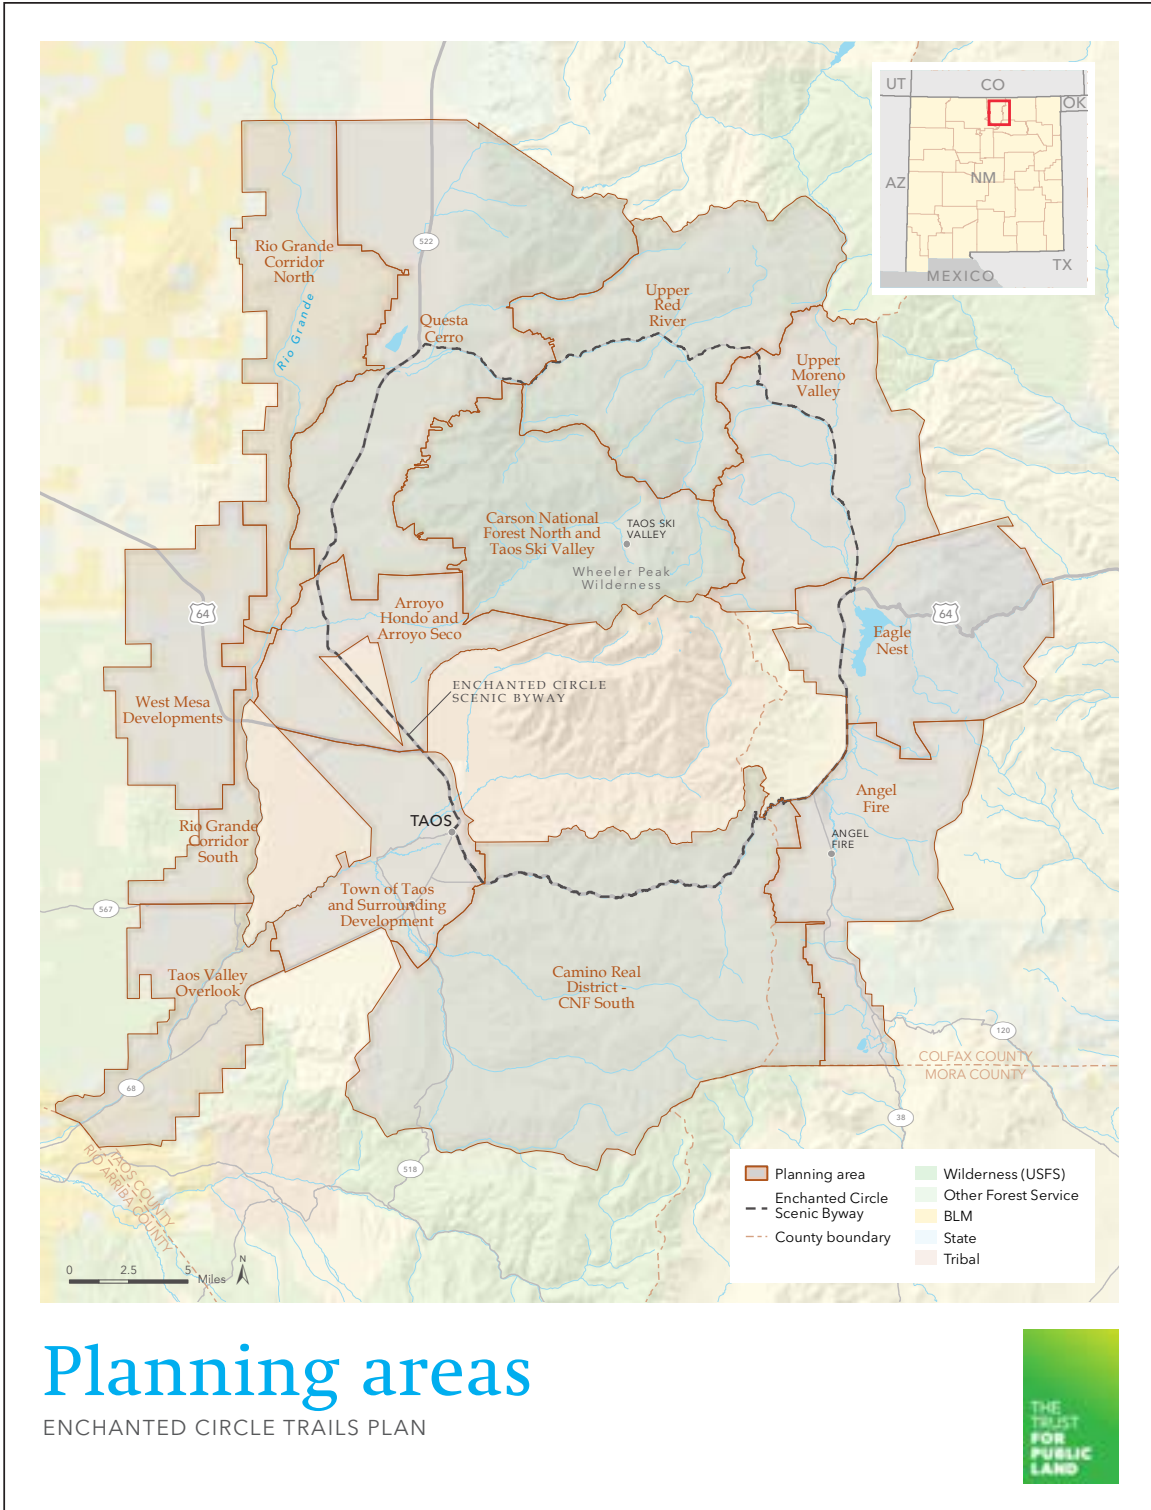 UT
CO
OK
AZ
NM
TX
MEXICO
522
Rio Grande
Corridor
North
Rio Grande
Questa
Cerro
Upper
Red
River
Upper
Moreno
Valley
Carson National
Forest North and
Taos Ski Valley
TAOS SKI
VALLEY
Wheeler Peak
Wilderness
64
Arroyo
Hondo and
Arroyo Seco
64
Eagle
Nest
ENCHANTED CIRCLE
SCENIC BYWAY
West Mesa
Developments
Angel
Fire
TAOS
ANGEL
FIRE
Rio Grande
Corridor
South
Town of Taos
and Surrounding
Development
567
Taos Valley
Overlook
Camino Real
District -
CNF South
120
COLFAX COUNTY
MORA COUNTY
68
38
518
TAOS COUNTY
RIO ARRIBA COUNTY
Planning area
Enchanted Circle
Scenic Byway
County boundary
Wilderness (USFS)
Other Forest Service
BLM
State
Tribal
0 2.5 5
Miles
N
Planning areas
ENCHANTED CIRCLE TRAILS PLAN
THE
TRUST
FOR
PUBLIC
LAND